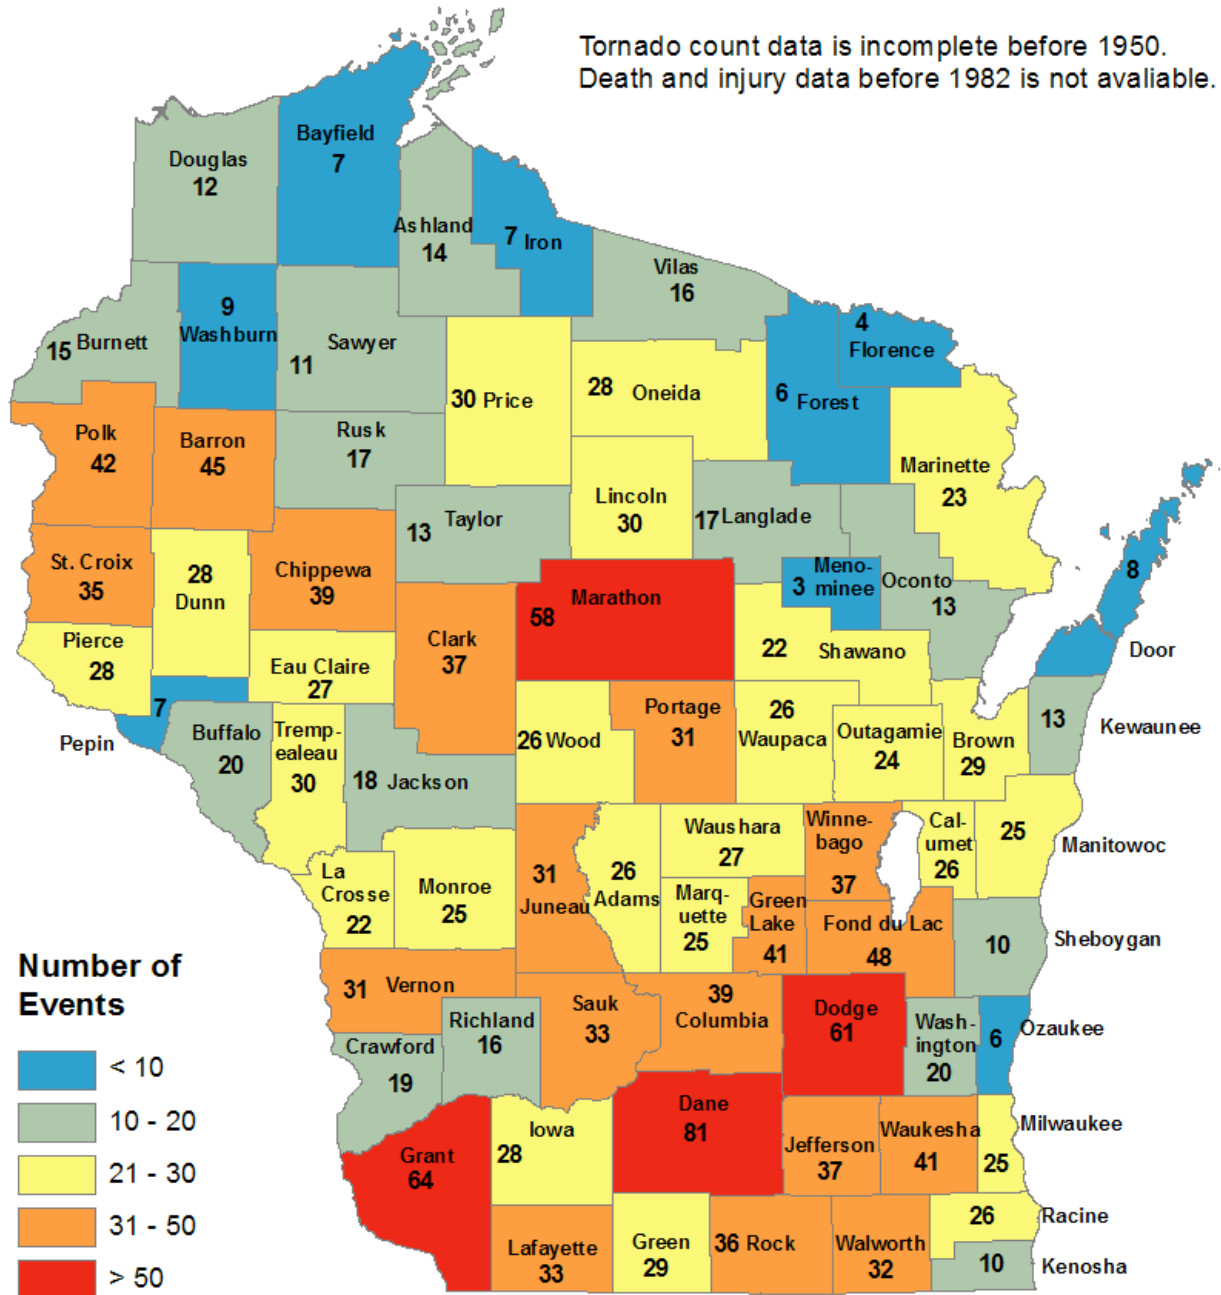 Tornado count data is incomplete before 1950.
Death and injury data before 1982 is not avaliable.
Bayfield
7
Douglas
12
Ashland
14
7 Iron
Vilas
16
9
Washburn
15 Burnett
Sawyer
11
4
Florence
30 Price
28 Oneida
6 Forest
Polk
42
Barron
45
Rusk
17
Marinette
23
Lincoln
30
13 Taylor
17 Langlade
St. Croix
35
28
Dunn
Chippewa
39
Meno-
3 minee
Oconto
13
8
Door
58 Marathon
Clark
37
Pierce
28
Eau Claire
27
22 Shawano
7
Pepin
Buffalo
20
Tremp-
ealeau
30
18 Jackson
26 Wood
Portage
31
26
Waupaca
Outagamie
24
Brown
29
13
Kewaunee
Waushara
27
Winne-
bago
37
Cal-
umet
26
25
Manitowoc
La
Crosse
22
Monroe
25
31
Juneau
26
Adams
Marq-
uette
25
Green
Lake
41
Fond du Lac
48
10
Sheboygan
31 Vernon
Richland
16
Sauk
33
39
Columbia
Dodge
61
Wash-
ington
20
6
Ozaukee
Crawford
19
Grant
64
28
Iowa
Dane
81
Jefferson
37
Waukesha
41
Milwaukee
25
Lafayette
33
Green
29
36 Rock
Walworth
32
26
Racine
10
Kenosha
Number of
Events
< 10
10 - 20
21 - 30
31 - 50
> 50